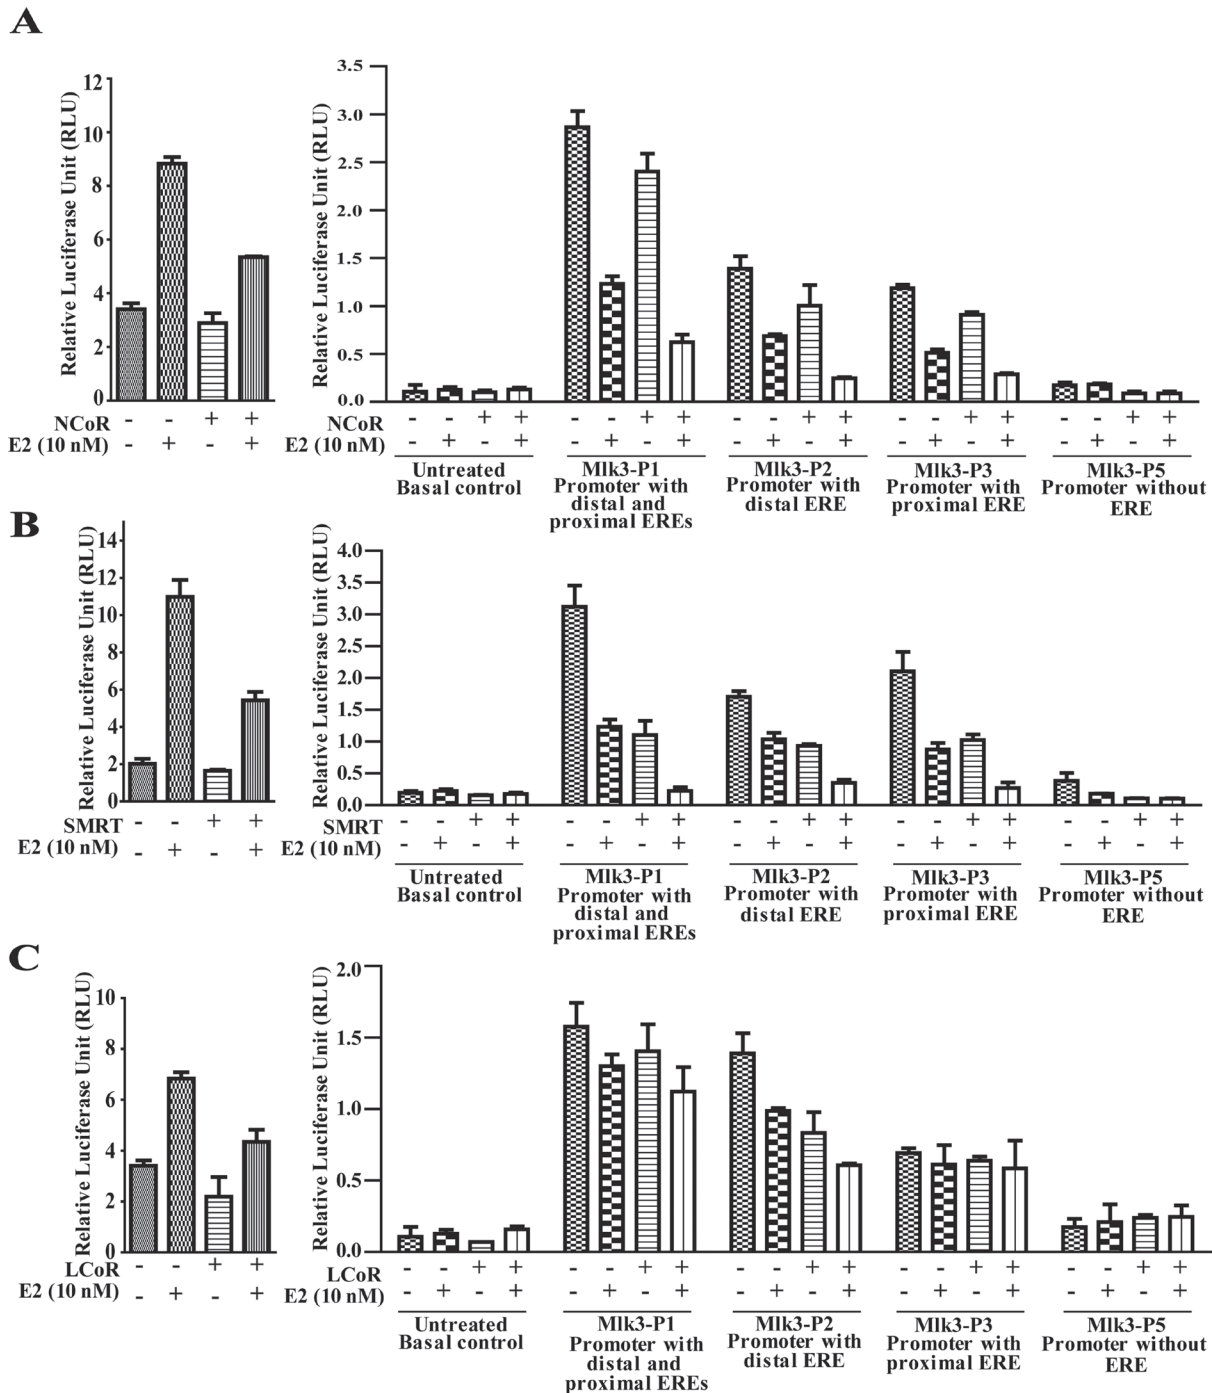 A
Relative Luciferase Unit (RLU)
12
10
8
6
4
2
0
NCoR - - + +
E2 (10 nM) - + - +
Relative Luciferase Unit (RLU)
3.5
3.0
2.5
2.0
1.5
1.0
0.5
0.0
NCoR - - + + - - + + - - + + - - + + - - + +
E2 (10 nM) - + - + - + - + - + - + - + - + - + - +
Untreated
Basal control
Mlk3-P1
Promoter with
distal and
proximal EREs
Mlk3-P2
Promoter with
distal ERE
Mlk3-P3
Promoter with
proximal ERE
Mlk3-P5
Promoter without
ERE
B
Relative Luciferase Unit (RLU)
14
12
10
8
6
4
2
0
SMRT - - + +
E2 (10 nM) - + - +
Relative Luciferase Unit (RLU)
4.0
3.5
3.0
2.5
2.0
1.5
1.0
0.5
0.0
SMRT - - + + - - + + - - + + - - + + - - + +
E2 (10 nM) - + - + - + - + - + - + - + - + - + - +
Untreated
Basal control
Mlk3-P1
Promoter with
distal and
proximal EREs
Mlk3-P2
Promoter with
distal ERE
Mlk3-P3
Promoter with
proximal ERE
Mlk3-P5
Promoter without
ERE
C
Relative Luciferase Unit (RLU)
10
8
6
4
2
0
LCoR - - + +
E2 (10 nM) - + - +
Relative Luciferase Unit (RLU)
2.0
1.5
1.0
0.5
0.0
LCoR - - + + - - + + - - + + - - + + - - + +
E2 (10 nM) - + - + - + - + - + - + - + - + - + - +
Untreated
Basal control
Mlk3-P1
Promoter with
distal and
proximal EREs
Mlk3-P2
Promoter with
distal ERE
Mlk3-P3
Promoter with
proximal ERE
Mlk3-P5
Promoter without
ERE